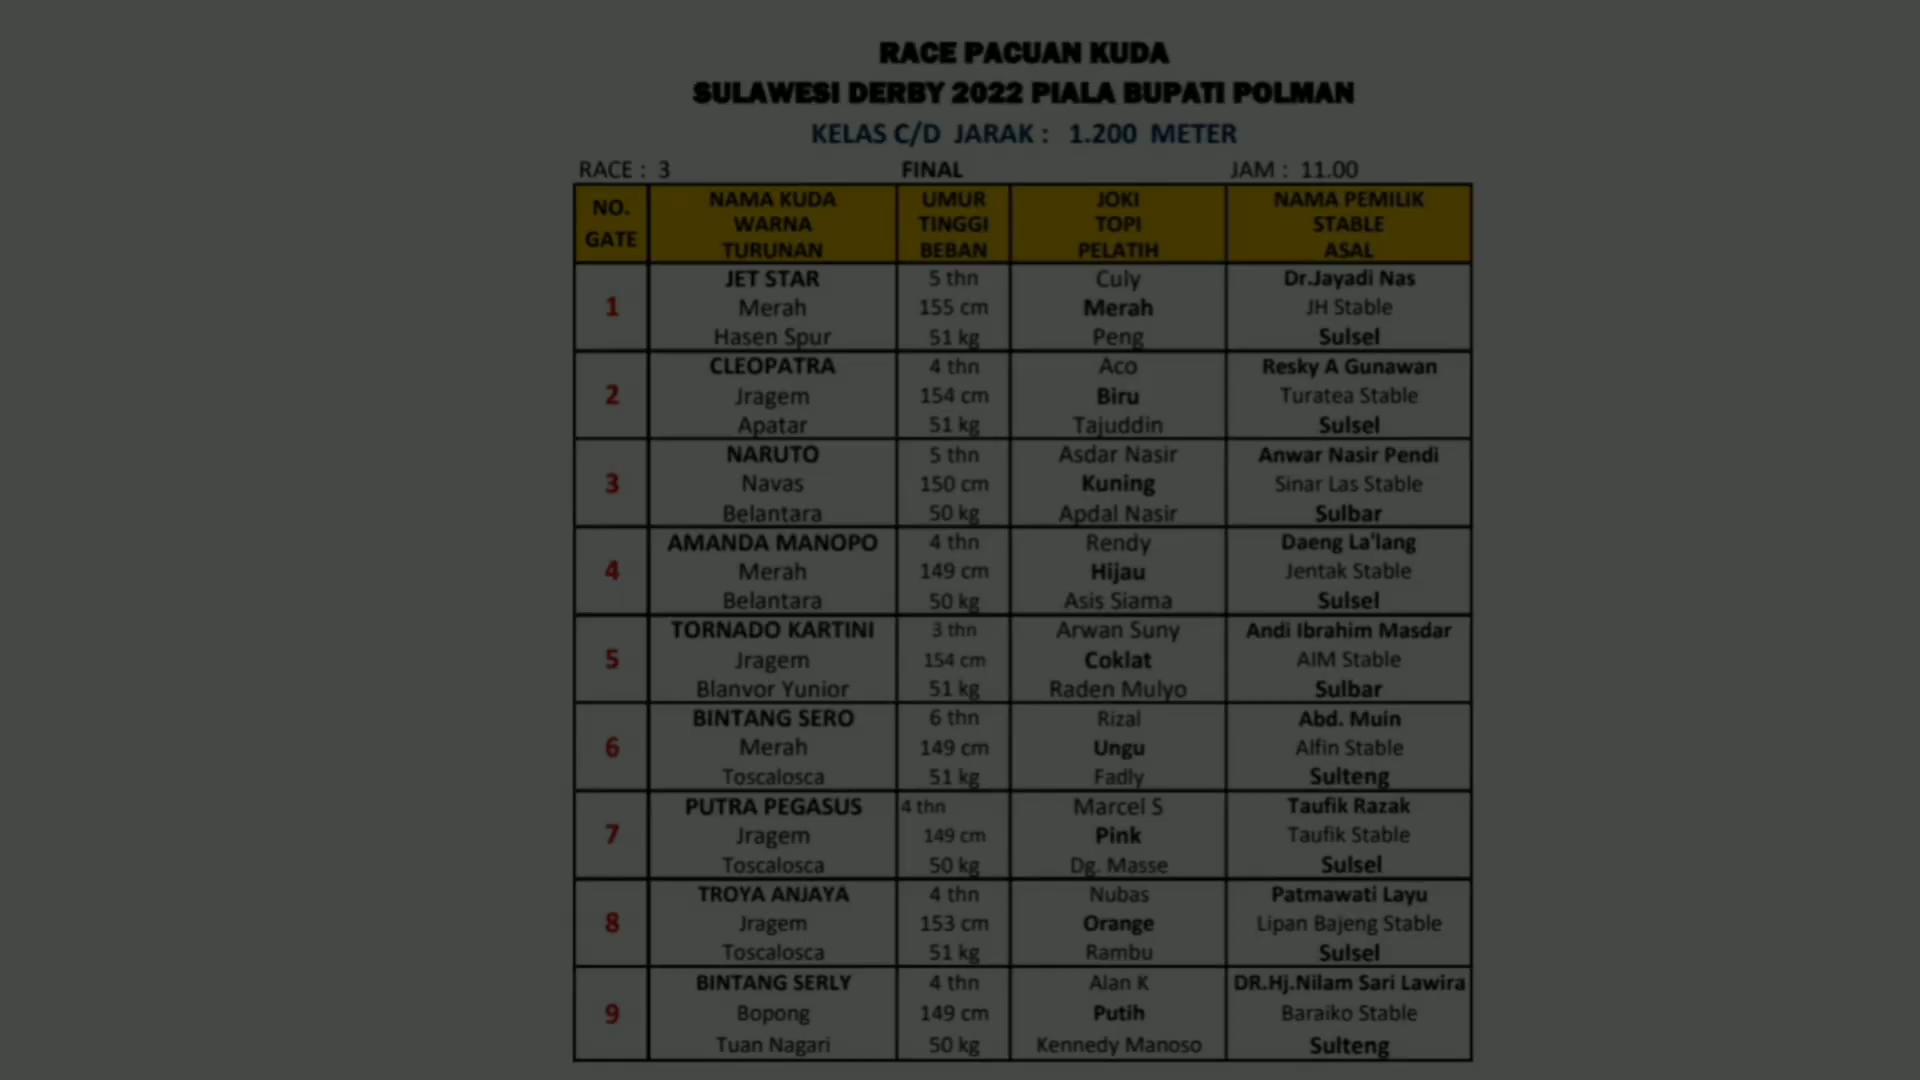 RACE PACUAN KUDA
SULAWESI DERBY 2022 PIALA BUPATI POLMAN
KELAS C/D JARAK : 1.200 METER
RACE : 3 FINAL JAM : 11.00
NO. GATE
NAMA KUDA WARNA TURUNAN
UMUR TINGGI BEBAN
JOKI TOPI PELATIH
NAMA PEMILIK STABLE ASAL
JET STAR 5 thn Culy Dr.Jayadi Nas
1 Merah 155 cm Merah JH Stable
Hasen Spur 51 kg Peng Sulsel
CLEOPATRA 4 thn Aco Resky A Gunawan
2 Jragem 154 cm Biru Turatea Stable
Apatar 51 kg Tajuddin Sulsel
NARUTO 5 thn Asdar Nasir Anwar Nasir Pendi
3 Navas 150 cm Kuning Sinar Las Stable
Belantara 50 kg Apdal Nasir Sulbar
AMANDA MANOPO 4 thn Rendy Daeng La'lang
4 Merah 149 cm Hijau Jentak Stable
Belantara 50 kg Asis Siama Sulsel
TORNADO KARTINI 3 thn Arwan Suny Andi Ibrahim Masdar
5 Jragem 154 cm Coklat AIM Stable
Blanvor Yunior 51 kg Raden Mulyo Sulbar
BINTANG SERO 6 thn Rizal Abd. Muin
6 Merah 149 cm Ungu Alfin Stable
Toscalosca 51 kg Fadly Sulteng
PUTRA PEGASUS 4 thn Marcel S Taufik Razak
7 Jragem 149 cm Pink Taufik Stable
Toscalosca 50 kg Dg. Masse Sulsel
TROYA ANJAYA 4 thn Nubas Patmawati Layu
8 Jragem 153 cm Orange Lipan Bajeng Stable
Toscalosca 51 kg Rambu Sulsel
BINTANG SERLY 4 thn Alan K DR.Hj.Nilam Sari Lawira
9 Bopong 149 cm Putih Baraiko Stable
Tuan Nagari 50 kg Kennedy Manoso Sulteng